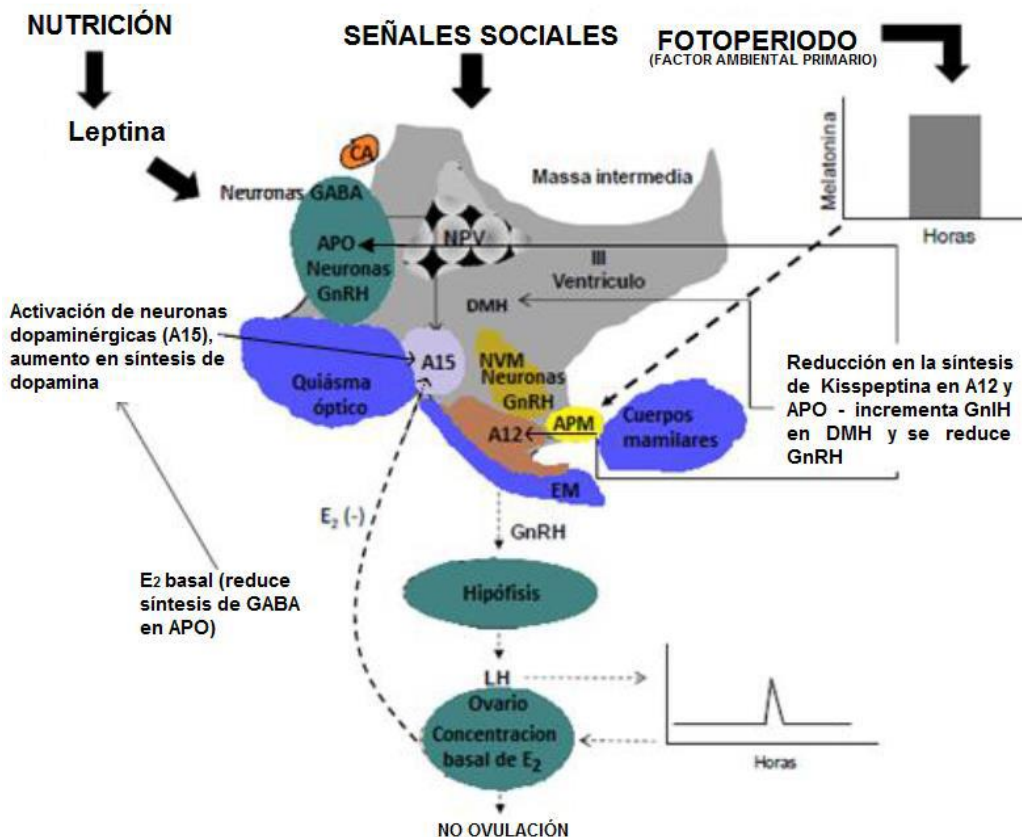 NUTRICIÓN
SEÑALES SOCIALES
FOTOPERIODO
(FACTOR AMBIENTAL PRIMARIO)
Leptina
CA
Neuronas GABA
Massa intermedia
Melatonina
Horas
NPV
APO
Neuronas
GnRH
III
Ventriculo
DMH
Activación de neuronas
dopaminérgicas (A15),
aumento en síntesis de
dopamina
A15
NVM
Neuronas
GnRH
Quiásma
óptico
A12
APM
Cuerpos
mamilares
Reducción en la síntesis
de Kisspeptina en A12 y
APO - incrementa GnIH
en DMH y se reduce
GnRH
EM
E2 (-)
GnRH
E2 basal (reduce
síntesis de GABA
en APO)
Hipófisis
LH
Ovario
Concentracion
basal de E2
Horas
NO OVULACIÓN